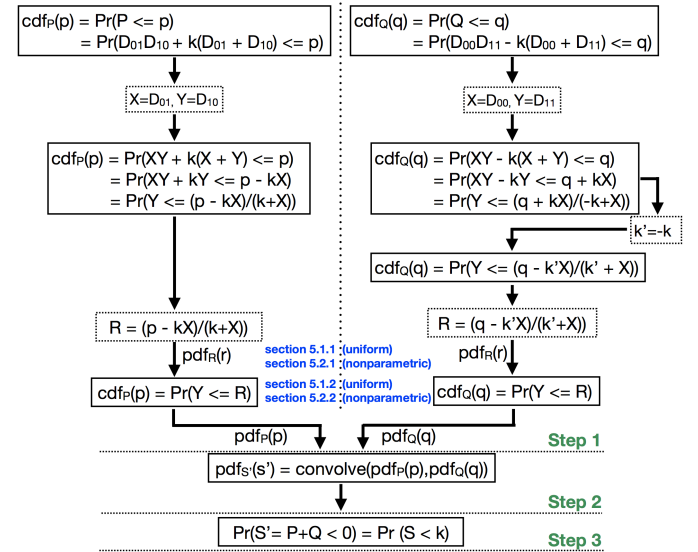 cdfP(p) = Pr(P <= p)
= Pr(D01D10 + k(D01 + D10) <= p)
X=D01, Y=D10
cdfP(p) = Pr(XY + k(X + Y) <= p)
= Pr(XY + kY <= p - kX)
= Pr(Y <= (p - kX)/(k+X))
R = (p - kX)/(k+X))
pdfR(r)
cdfP(p) = Pr(Y <= R)
pdfP(p)
cdfQ(q) = Pr(Q <= q)
= Pr(D00D11 - k(D00 + D11) <= q)
X=D00, Y=D11
cdfQ(q) = Pr(XY - k(X + Y) <= q)
= Pr(XY - kY <= q + kX)
= Pr(Y <= (q + kX)/(-k+X))
k'=-k
cdfQ(q) = Pr(Y <= (q - k'X)/(k' + X))
R = (q - k'X)/(k'+X))
pdfR(r)
cdfQ(q) = Pr(Y <= R)
pdfQ(q)
section 5.1.1 (uniform)
section 5.2.1 (nonparametric)
section 5.1.2 (uniform)
section 5.2.2 (nonparametric)
Step 1
pdfS'(s') = convolve(pdfP(p),pdfQ(q))
Step 2
Pr(S'= P+Q < 0) = Pr (S < k)
Step 3